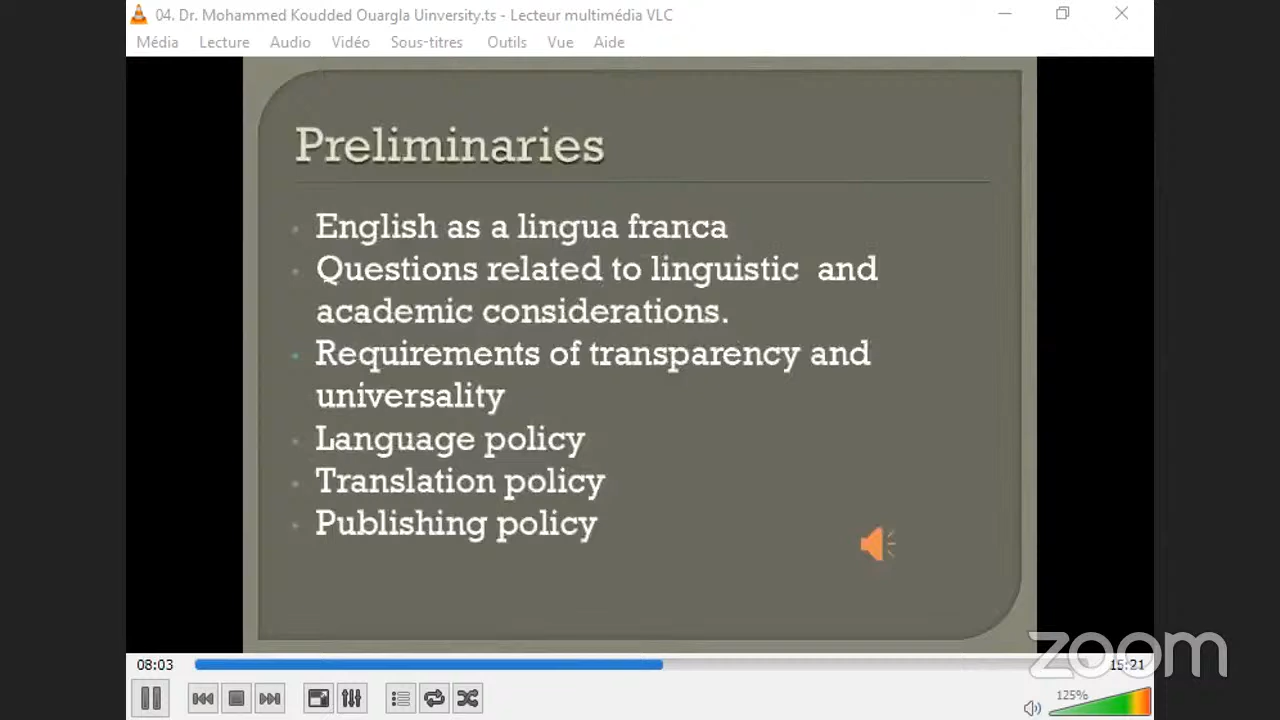 04. Dr. Mohammed Koudded Ouargla Uinversity.ts - Lecteur multimédia VLC
Média Lecture Audio Vidéo Sous-titres Outils Vue Aide
Preliminaries
English as a lingua franca
Questions related to linguistic and
academic considerations.
Requirements of transparency and
universality
Language policy
Translation policy
Publishing policy
zoom
08:03 15:21
125%